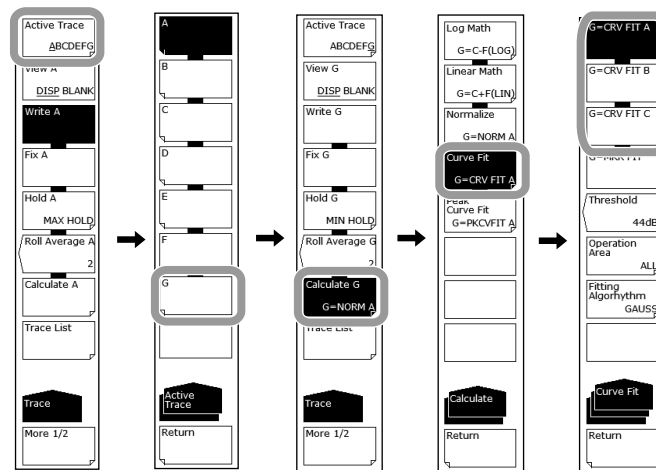 Active Trace
ABCDEFG
View A
DISP BLANK
Write A
Fix A
Hold A
MAX HOLD
Roll Average A
2
Calculate A
Trace List
Trace
More 1/2
A
B
C
D
E
F
G
Active
Trace
Return
Active Trace
ABCDEFG
View G
DISP BLANK
Write G
Fix G
Hold G
MIN HOLD
Roll Average G
2
Calculate G
G=NORM A
Trace List
Trace
More 1/2
Log Math
G=C-F(LOG)
Linear Math
G=C+F(LIN)
Normalize
G=NORM A
Curve Fit
G=CRV FIT A
Peak
Curve Fit
G=PKCVFIT A
Calculate
Return
G=CRV FIT A
G=CRV FIT B
G=CRV FIT C
G=MKR FIT
Threshold
44dB
Operation
Area
ALL
Fitting
Algorhythm
GAUSS
Curve Fit
Return